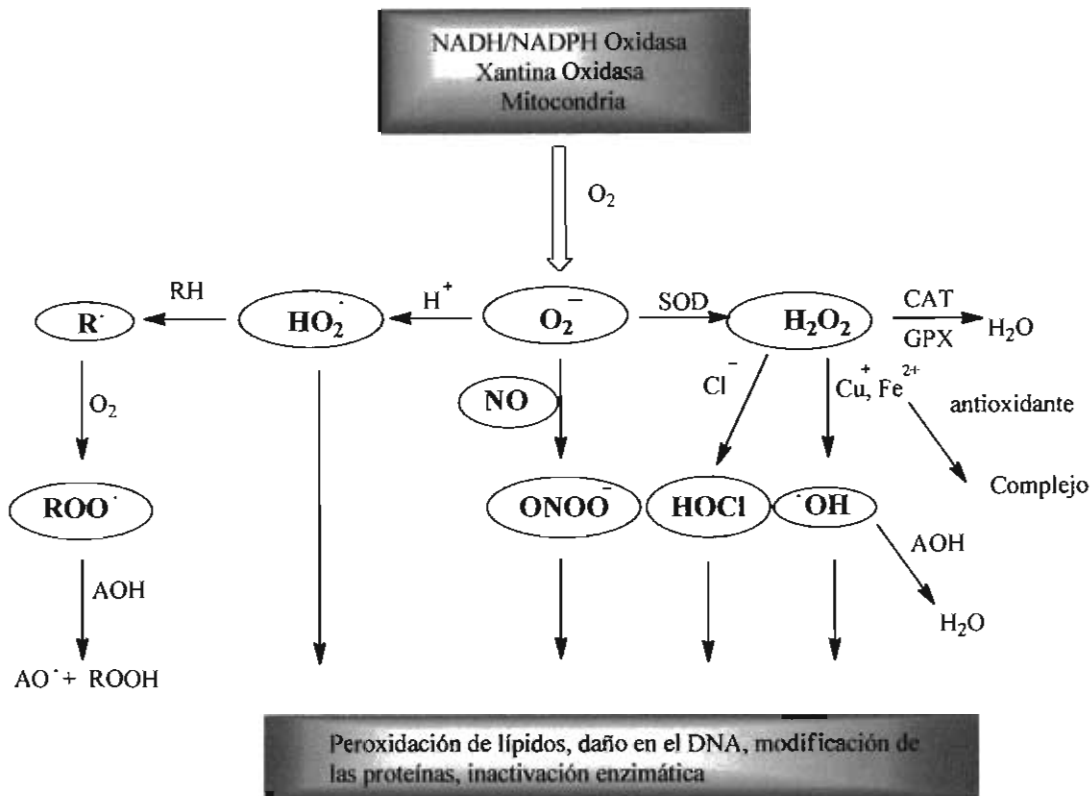 NADH/NADPH Oxidasa
Xantina Oxidasa
Mitocondria
O₂
RH
H⁺
SOD
CAT
GPX
R˙
HO₂˙
O₂⁻
H₂O₂
H₂O
O₂
NO
Cl⁻
Cu⁺, Fe²⁺
antioxidante
Complejo
ROO˙
ONOO⁻
HOCl
˙OH
AOH
AOH
H₂O
AO˙ + ROOH
Peroxidación de lípidos, daño en el DNA, modificación de
las proteínas, inactivación enzimática